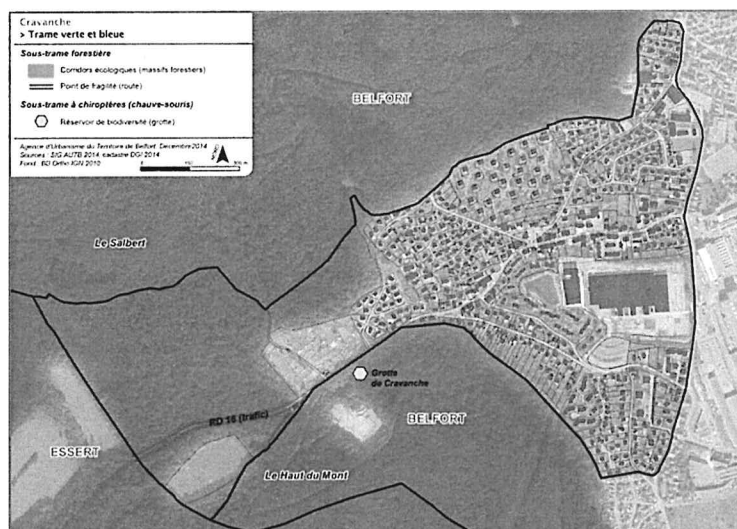 Cravanche
> Trame verte et bleue
Sous-trame forestière
Corridors écologiques (massifs forestiers)
Point de fragilité (route)
Sous-trame à chiroptères (chauve-souris)
Réservoir de biodiversité (grotte)
Agence d'Urbanisme du Territoire de Belfort. Décembre 2014
Sources : SIG AUTB 2014, cadastre DGI 2014
Fond : BD Ortho IGN 2010
BELFORT
Le Salbert
Grotte
de Cravanche
RD 16 (trafic)
BELFORT
ESSERT
Le Haut du Mont